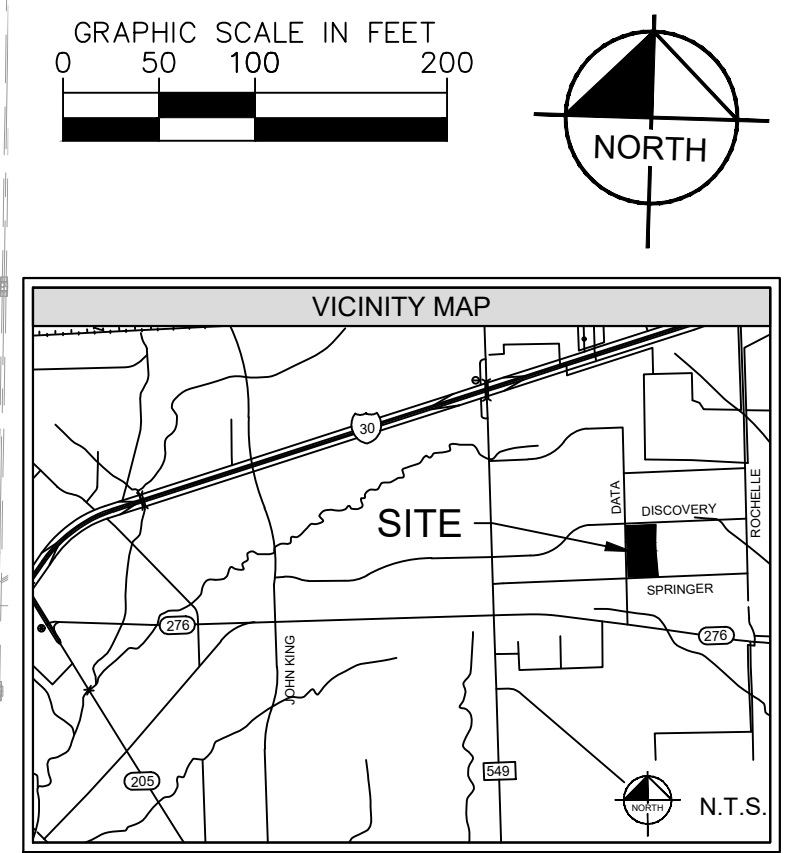 GRAPHIC SCALE IN FEET
0 50 100 200
NORTH
VICINITY MAP
30
DATA
DISCOVERY
ROCHELLE
SITE
SPRINGER
276
276
JOHN KING
205
549
NORTH
N.T.S.